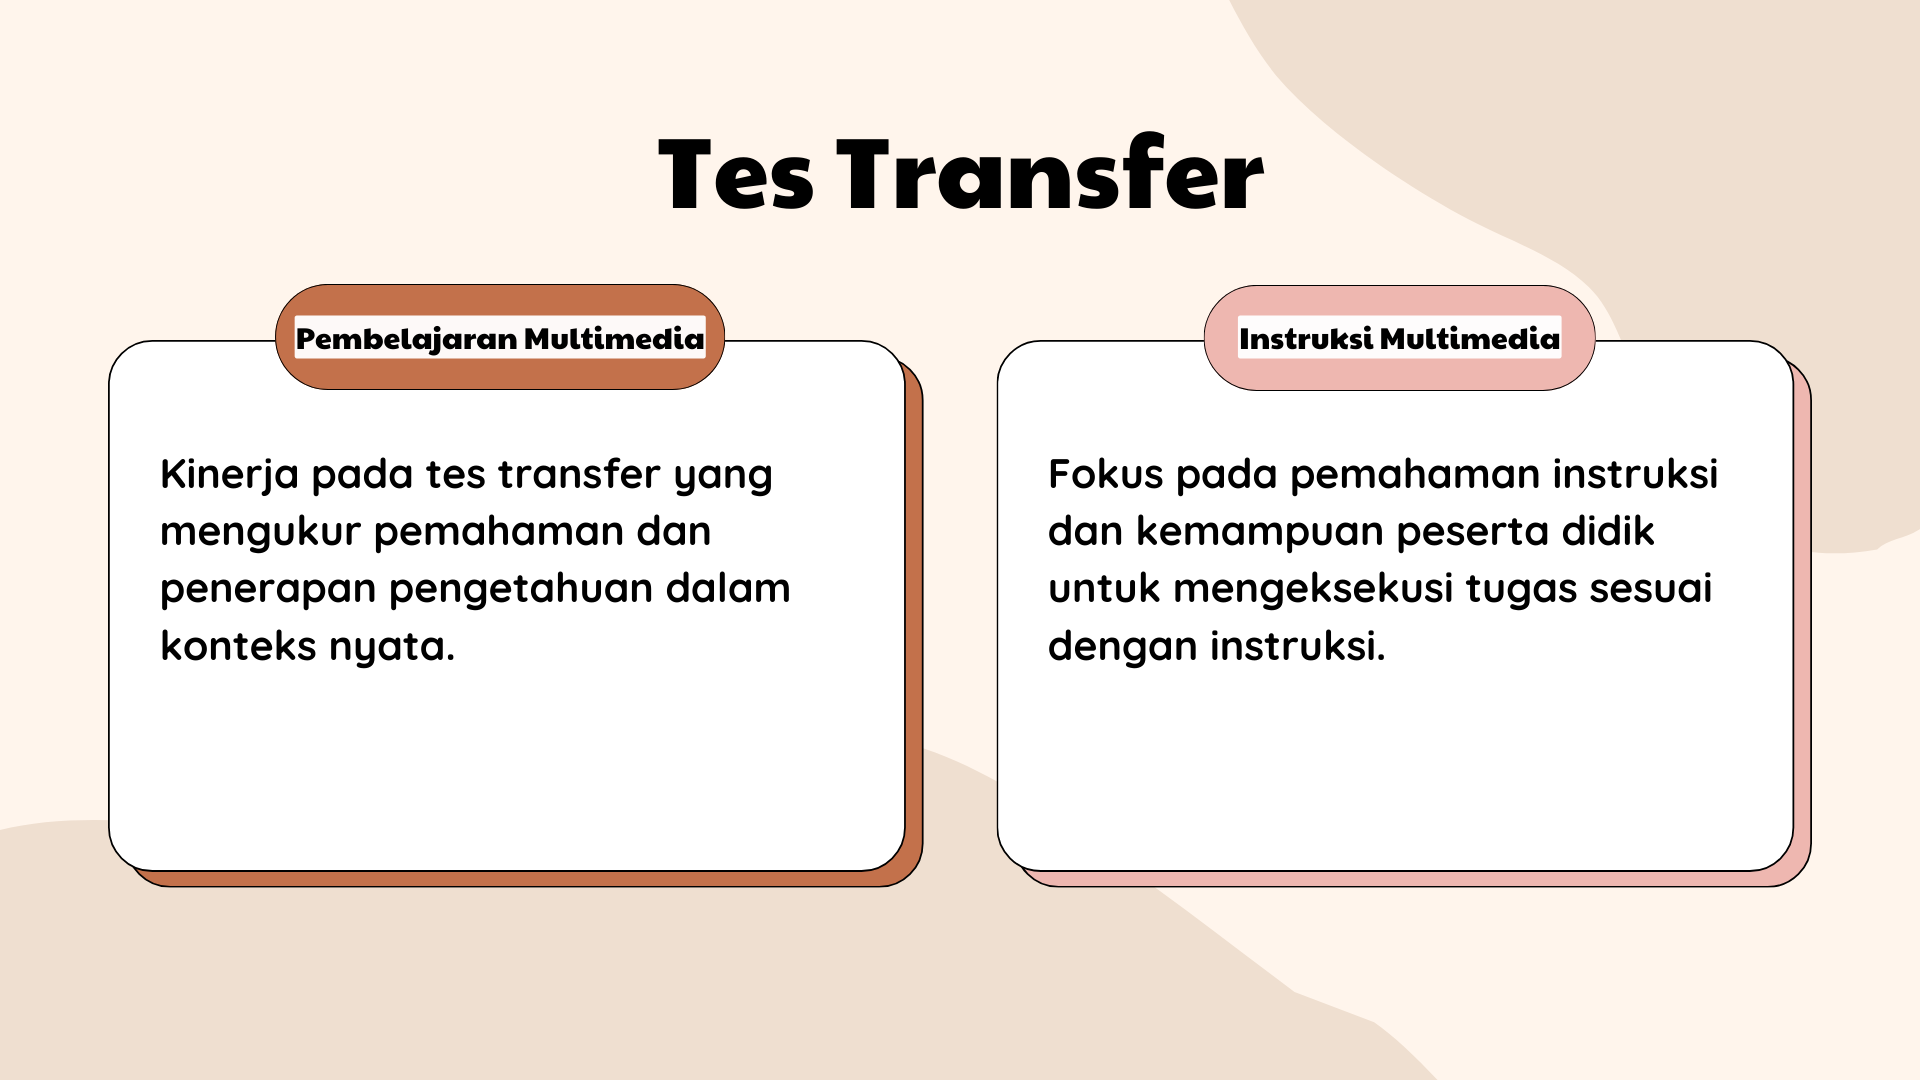 Tes Transfer
Pembelajaran Multimedia
Kinerja pada tes transfer yang
mengukur pemahaman dan
penerapan pengetahuan dalam
konteks nyata.
Instruksi Multimedia
Fokus pada pemahaman instruksi
dan kemampuan peserta didik
untuk mengeksekusi tugas sesuai
dengan instruksi.